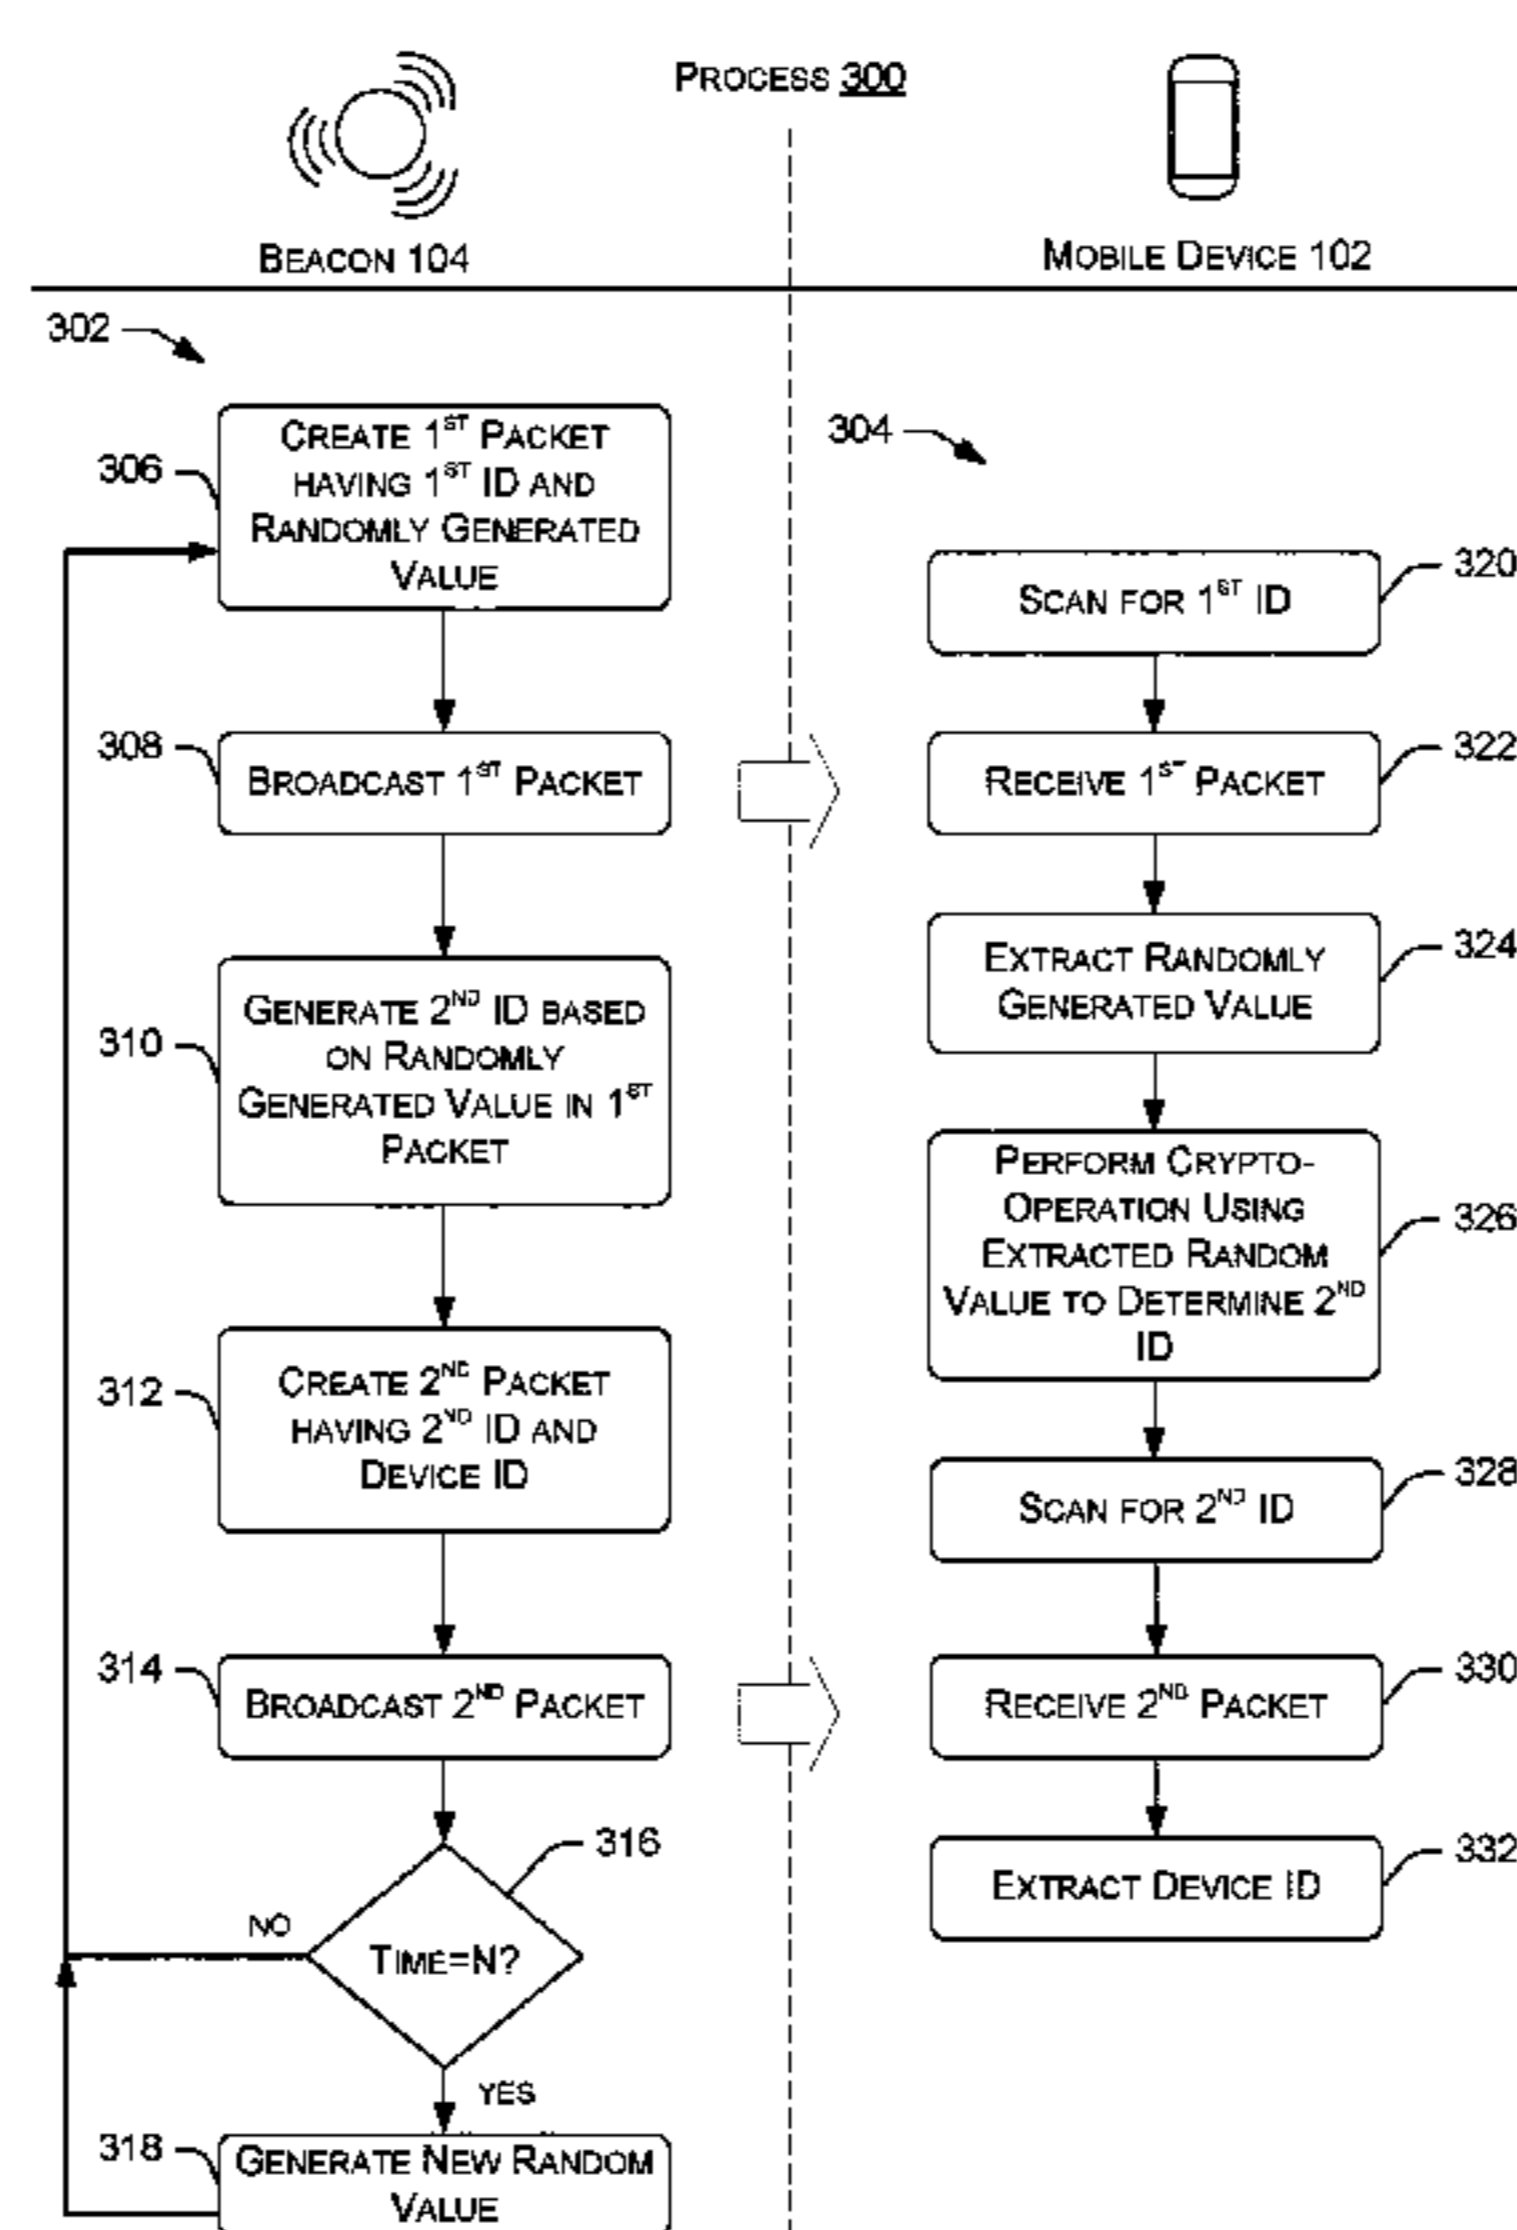 PROCESS 300
BEACON 104
MOBILE DEVICE 102
302
306
CREATE 1ST PACKET
HAVING 1ST ID AND
RANDOMLY GENERATED
VALUE
308
BROADCAST 1ST PACKET
310
GENERATE 2ND ID BASED
ON RANDOMLY
GENERATED VALUE IN 1ST
PACKET
312
CREATE 2ND PACKET
HAVING 2ND ID AND
DEVICE ID
314
BROADCAST 2ND PACKET
316
TIME=N?
NO
YES
318
GENERATE NEW RANDOM
VALUE
304
320
SCAN FOR 1ST ID
322
RECEIVE 1ST PACKET
324
EXTRACT RANDOMLY
GENERATED VALUE
326
PERFORM CRYPTO-
OPERATION USING
EXTRACTED RANDOM
VALUE TO DETERMINE 2ND
ID
328
SCAN FOR 2ND ID
330
RECEIVE 2ND PACKET
332
EXTRACT DEVICE ID